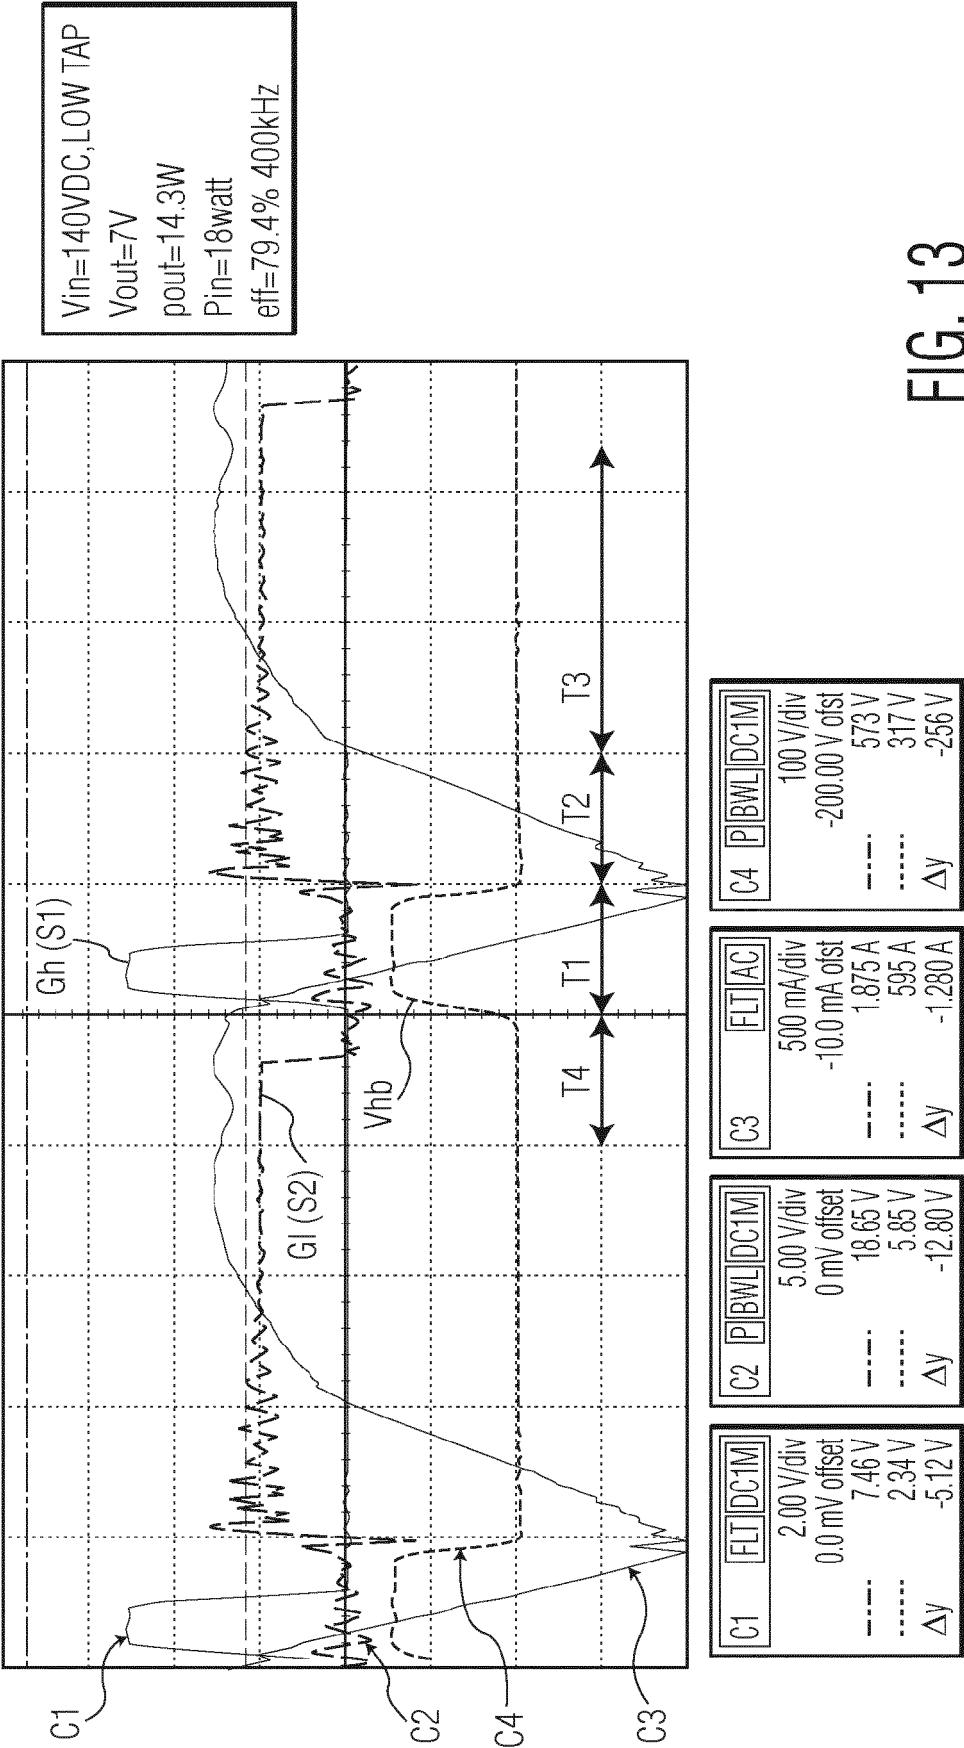 Vin=140VDC,LOW TAP
Vout=7V
pout=14.3W
Pin=18watt
eff=79.4% 400kHz
C1
Gh (S1)
Gl (S2)
Vhb
C2
C4
T4
T1
T2
T3
C3
C1 FLT DC1M
2.00 V/div
0.0 mV offset
7.46 V
2.34 V
Δy -5.12 V
C2 P BWL DC1M
5.00 V/div
0 mV offset
18.65 V
5.85 V
Δy -12.80 V
C3 FLT AC
500 mA/div
-10.0 mA ofst
1.875 A
595 A
Δy -1.280 A
C4 P BWL DC1M
100 V/div
-200.00 V ofst
573 V
317 V
Δy -256 V
FIG. 13